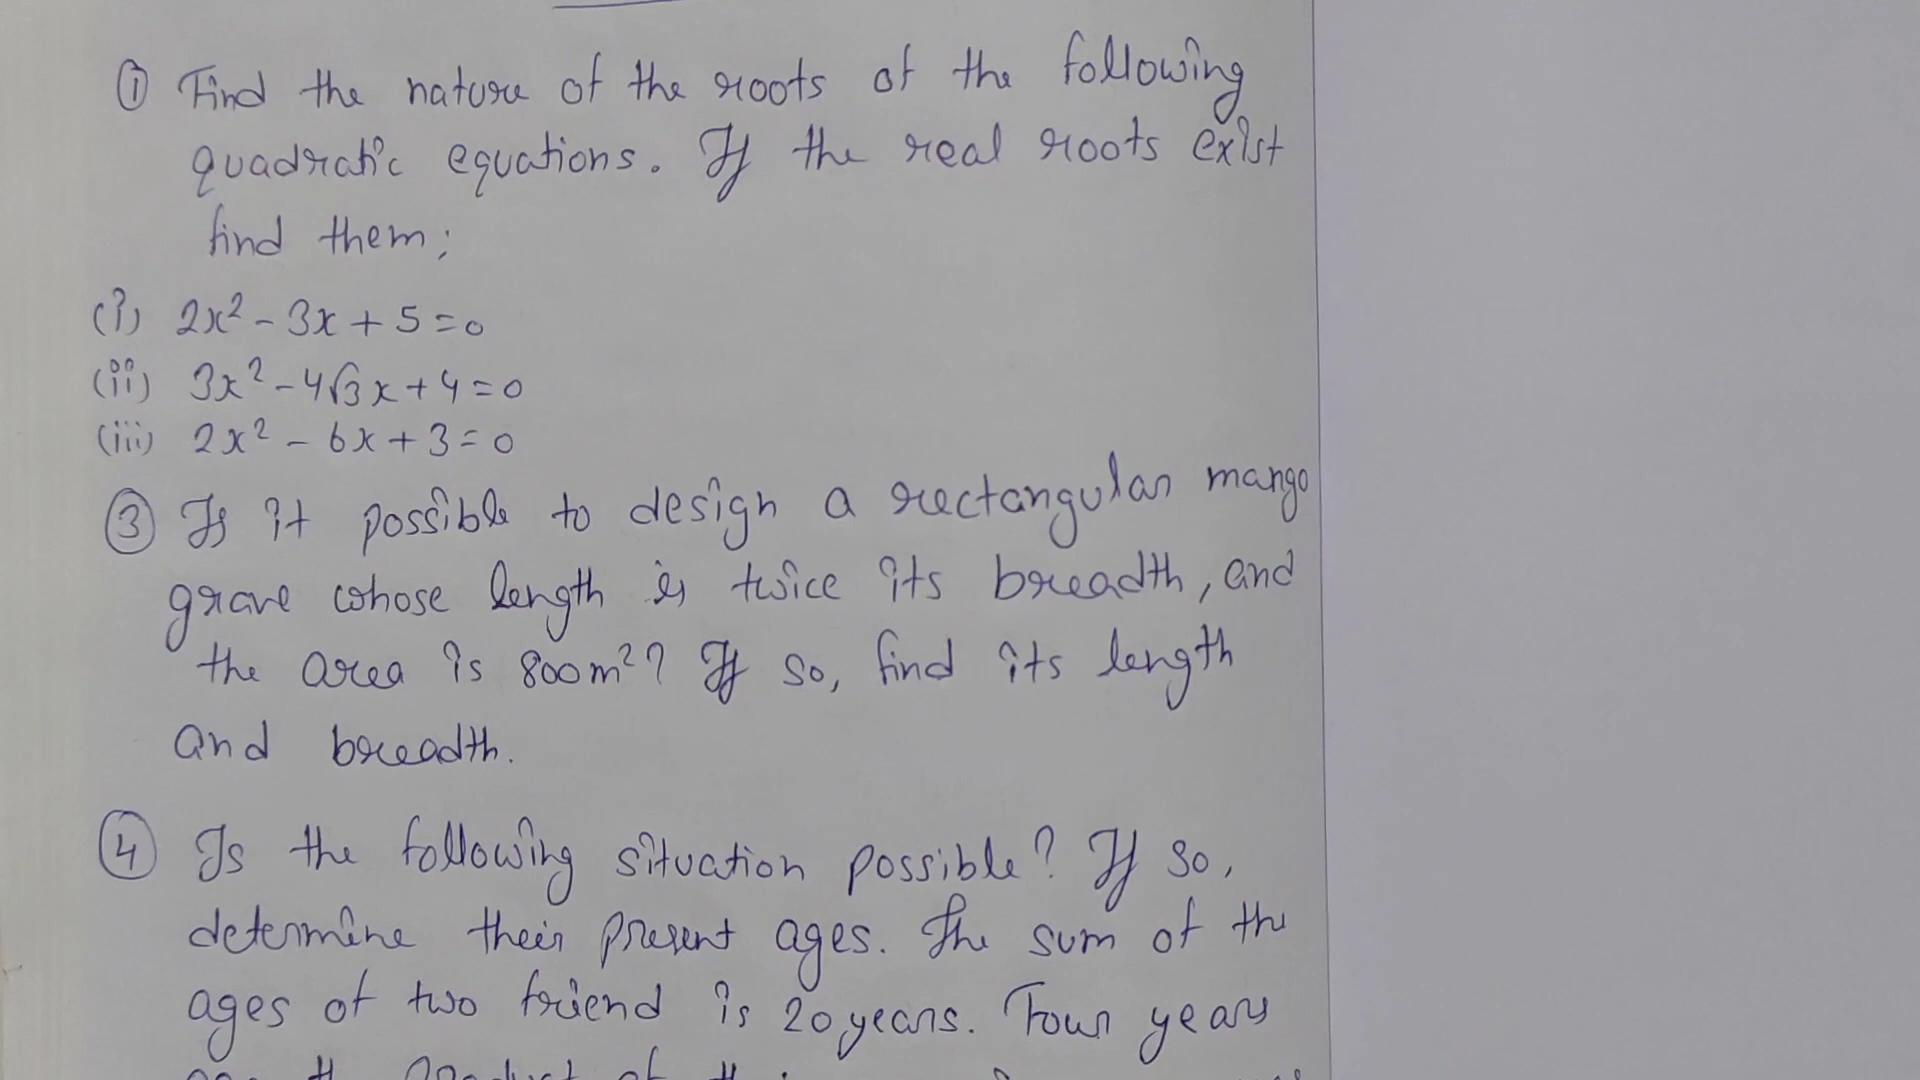 ① Find the nature of the roots of the following
quadratic equations. If the real roots exist
find them;
(i) 2x² - 3x + 5 = 0
(ii) 3x² - 4√3x + 4 = 0
(iii) 2x² - 6x + 3 = 0
③ Is it possible to design a rectangular mango
grave whose length is twice its breadth, and
the area is 800m²? If so, find its length
and breadth.
④ Is the following situation possible? If so,
determine their present ages. The sum of the
ages of two friend is 20 years. Four years